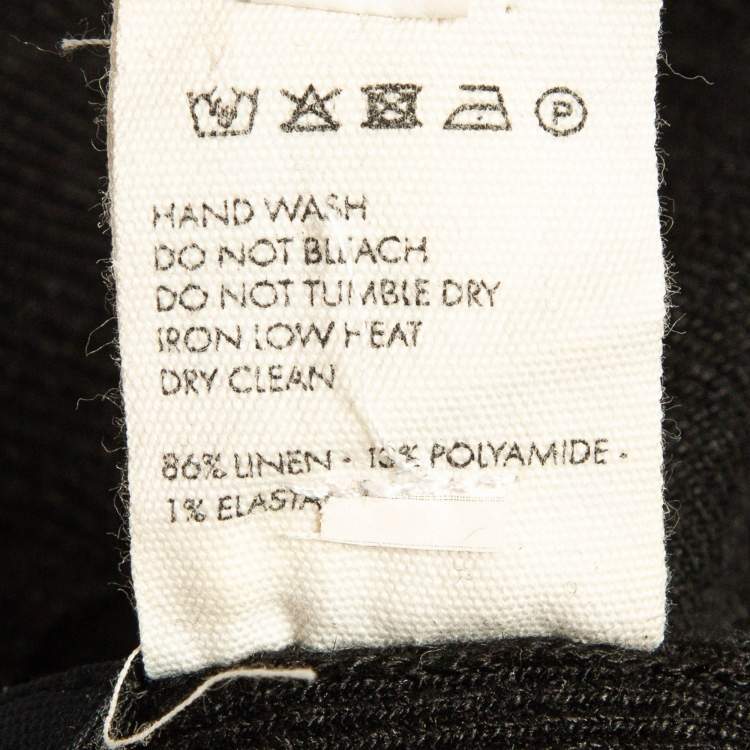 P
HAND WASH
DO NOT BLEACH
DO NOT TUMBLE DRY
IRON LOW HEAT
DRY CLEAN
86% LINEN - 13% POLYAMIDE -
1% ELASTA